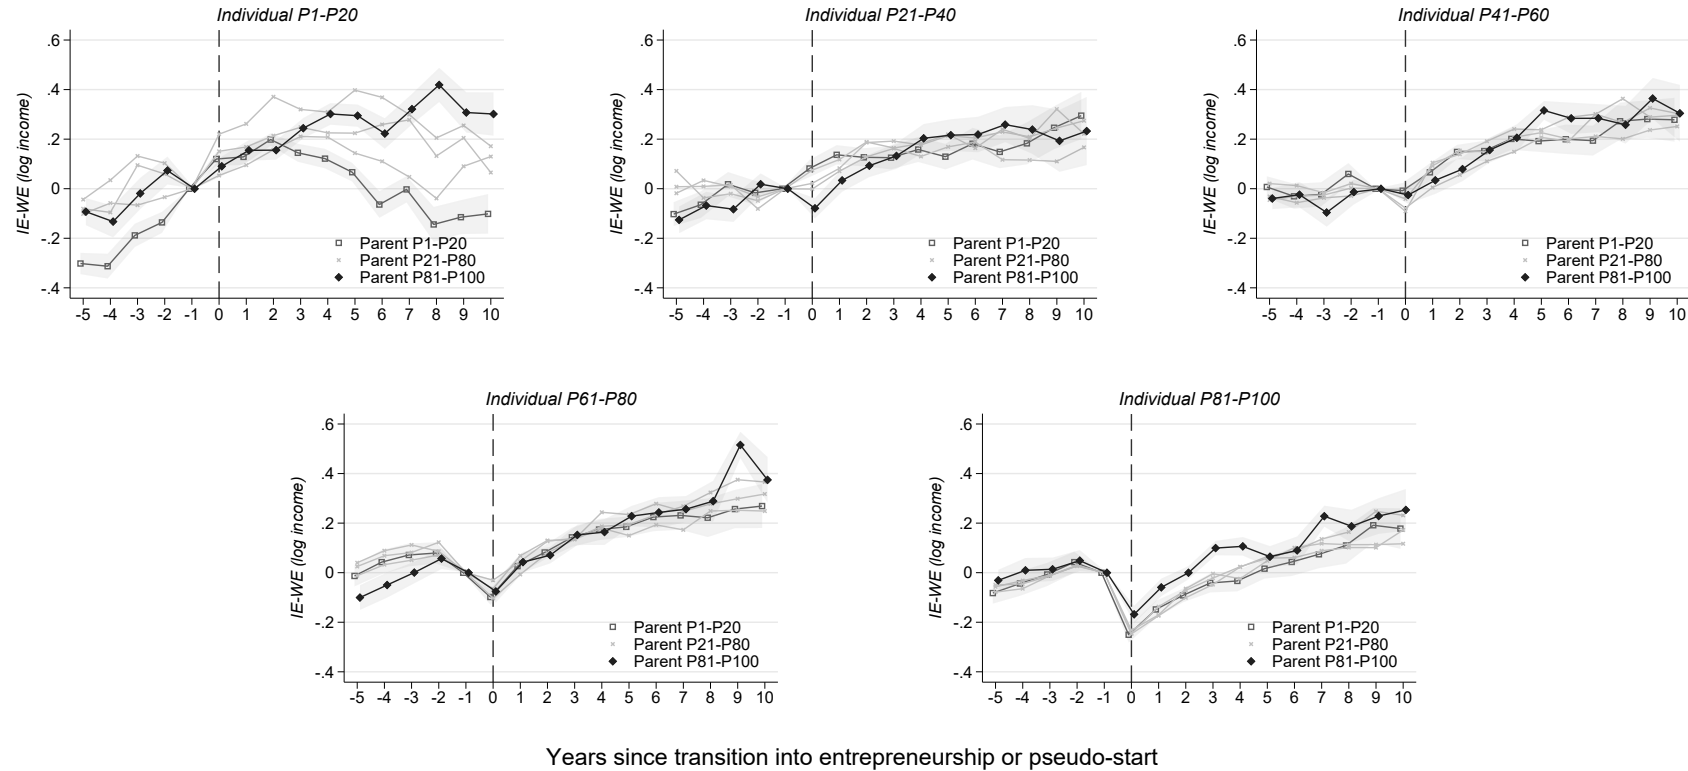 Individual P1-P20
IE-WE (log income)
.6
.4
.2
0
-.2
-.4
Parent P1-P20
Parent P21-P80
Parent P81-P100
-5 -4 -3 -2 -1 0 1 2 3 4 5 6 7 8 9 10
Individual P21-P40
IE-WE (log income)
.6
.4
.2
0
-.2
-.4
Parent P1-P20
Parent P21-P80
Parent P81-P100
-5 -4 -3 -2 -1 0 1 2 3 4 5 6 7 8 9 10
Individual P41-P60
IE-WE (log income)
.6
.4
.2
0
-.2
-.4
Parent P1-P20
Parent P21-P80
Parent P81-P100
-5 -4 -3 -2 -1 0 1 2 3 4 5 6 7 8 9 10
Individual P61-P80
IE-WE (log income)
.6
.4
.2
0
-.2
-.4
Parent P1-P20
Parent P21-P80
Parent P81-P100
-5 -4 -3 -2 -1 0 1 2 3 4 5 6 7 8 9 10
Individual P81-P100
IE-WE (log income)
.6
.4
.2
0
-.2
-.4
Parent P1-P20
Parent P21-P80
Parent P81-P100
-5 -4 -3 -2 -1 0 1 2 3 4 5 6 7 8 9 10
Years since transition into entrepreneurship or pseudo-start